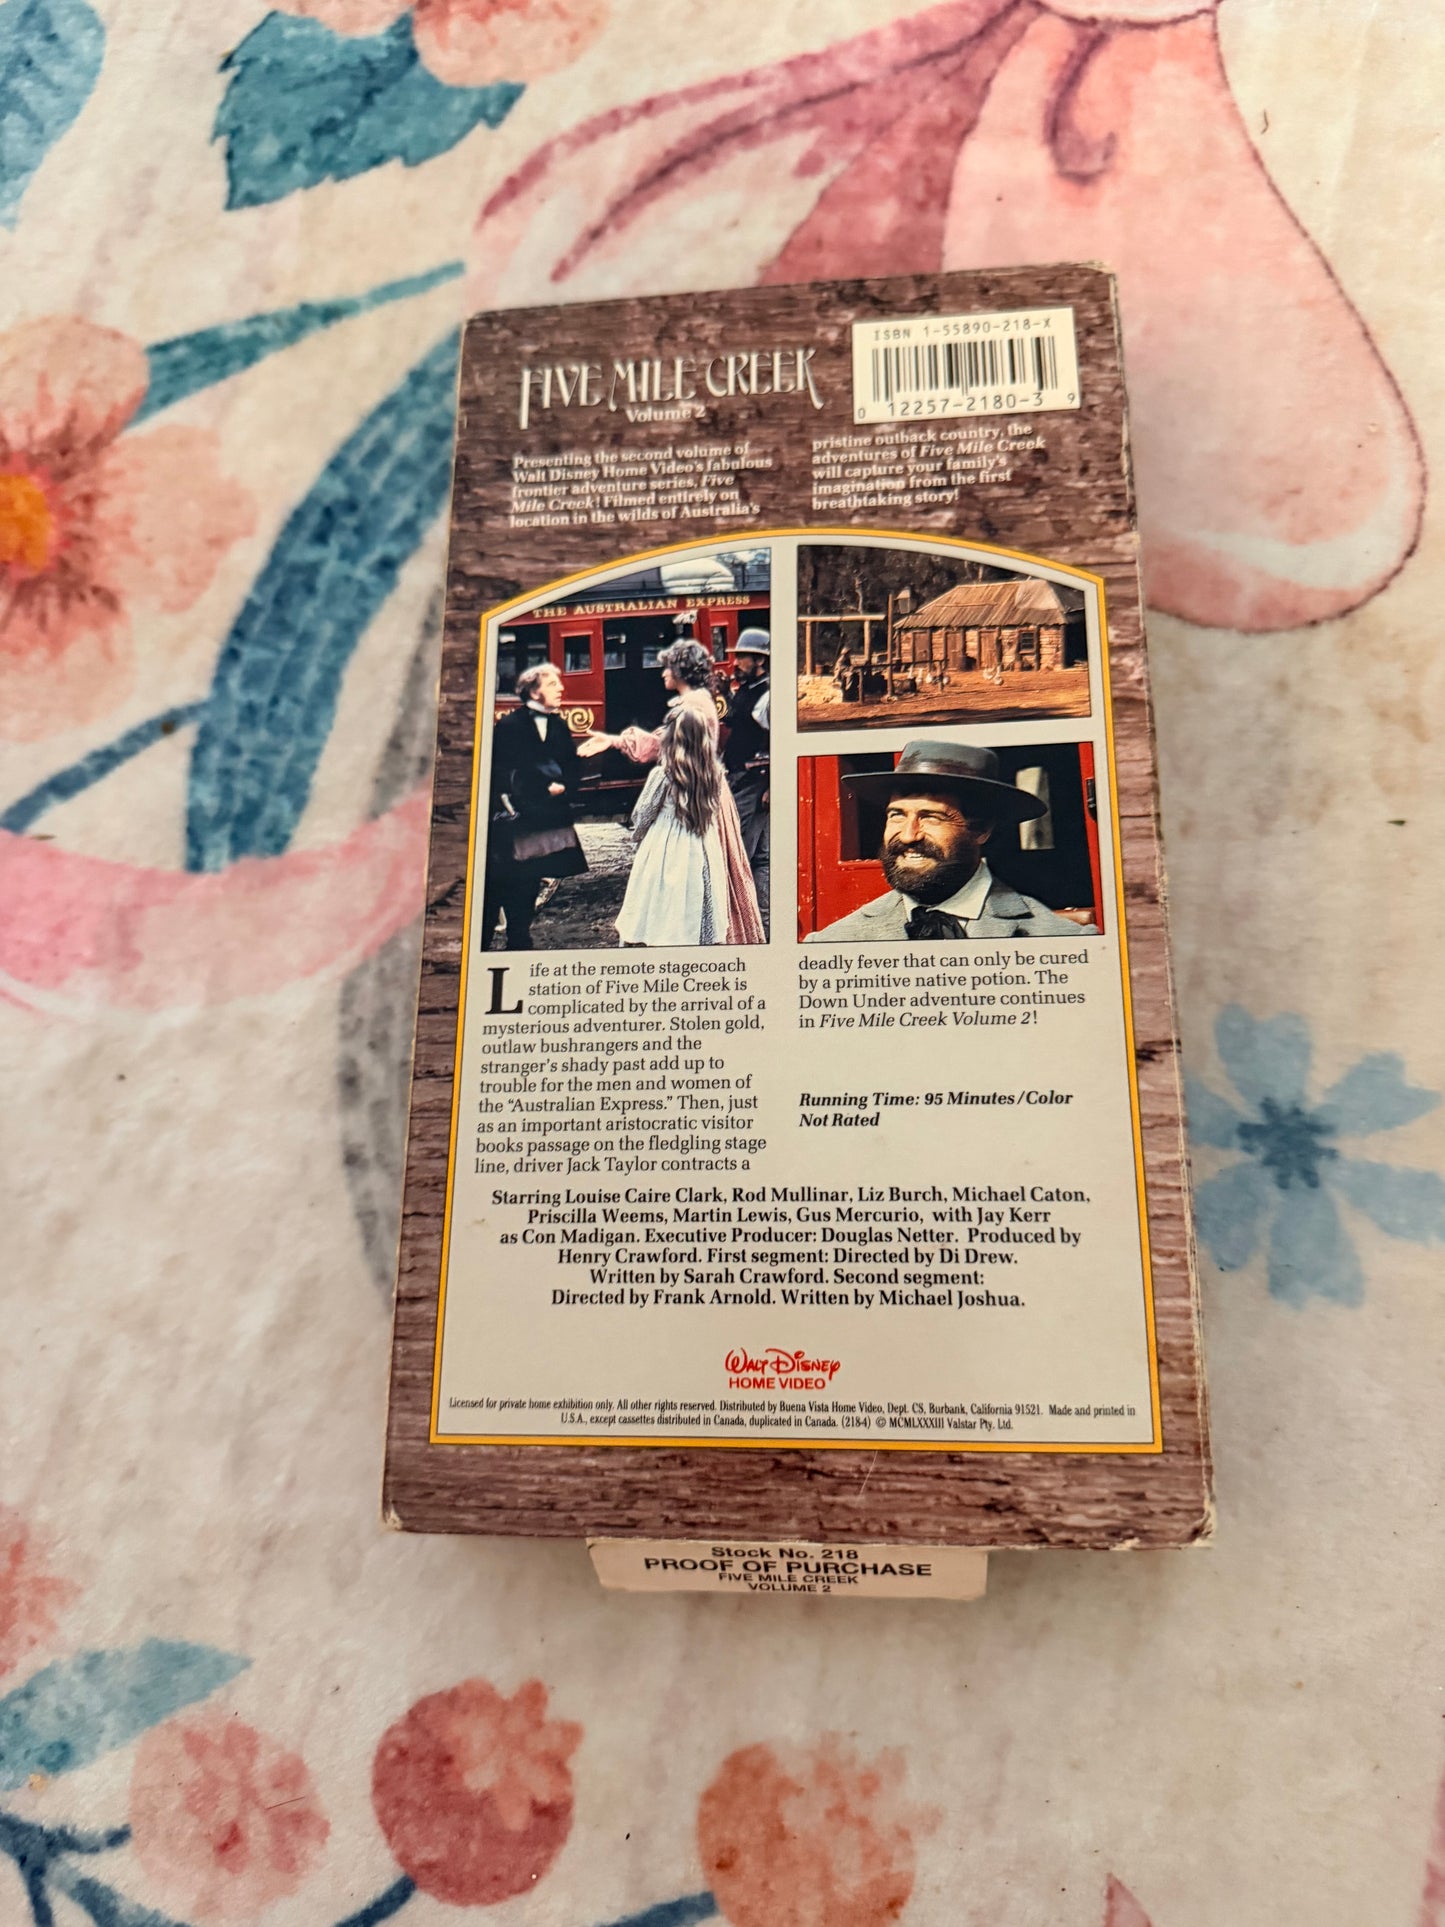 FIVE MILE CREEK
Volume 2
ISBN 1-55890-218-X
0 12257-2180-3 9
Presenting the second volume of
Walt Disney Home Video's fabulous
frontier adventure series, Five
Mile Creek! Filmed entirely on
location in the wilds of Australia's
pristine outback country, the
adventures of Five Mile Creek
will capture your family's
imagination from the first
breathtaking story!
THE AUSTRALIAN EXPRESS
Life at the remote stagecoach
station of Five Mile Creek is
complicated by the arrival of a
mysterious adventurer. Stolen gold,
outlaw bushrangers and the
stranger's shady past add up to
trouble for the men and women of
the “Australian Express.” Then, just
as an important aristocratic visitor
books passage on the fledgling stage
line, driver Jack Taylor contracts a
deadly fever that can only be cured
by a primitive native potion. The
Down Under adventure continues
in Five Mile Creek Volume 2!
Running Time: 95 Minutes/Color
Not Rated
Starring Louise Caire Clark, Rod Mullinar, Liz Burch, Michael Caton,
Priscilla Weems, Martin Lewis, Gus Mercurio, with Jay Kerr
as Con Madigan. Executive Producer: Douglas Netter. Produced by
Henry Crawford. First segment: Directed by Di Drew.
Written by Sarah Crawford. Second segment:
Directed by Frank Arnold. Written by Michael Joshua.
WALT DISNEY
HOME VIDEO
Licensed for private home exhibition only. All other rights reserved. Distributed by Buena Vista Home Video, Dept. CS, Burbank, California 91521. Made and printed in
U.S.A., except cassettes distributed in Canada, duplicated in Canada. (218-4) © MCMLXXXIII Valstar Pty. Ltd.
Stock No. 218
PROOF OF PURCHASE
FIVE MILE CREEK
VOLUME 2